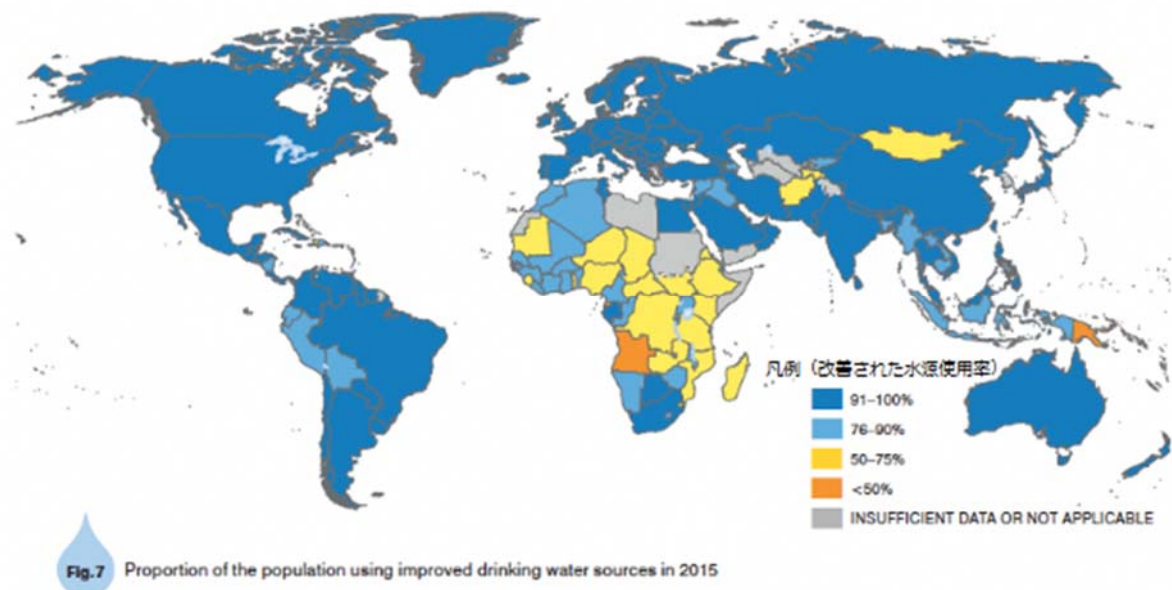 凡例（改善された水源使用率）
91–100%
76–90%
50–75%
<50%
INSUFFICIENT DATA OR NOT APPLICABLE
Fig.7 Proportion of the population using improved drinking water sources in 2015